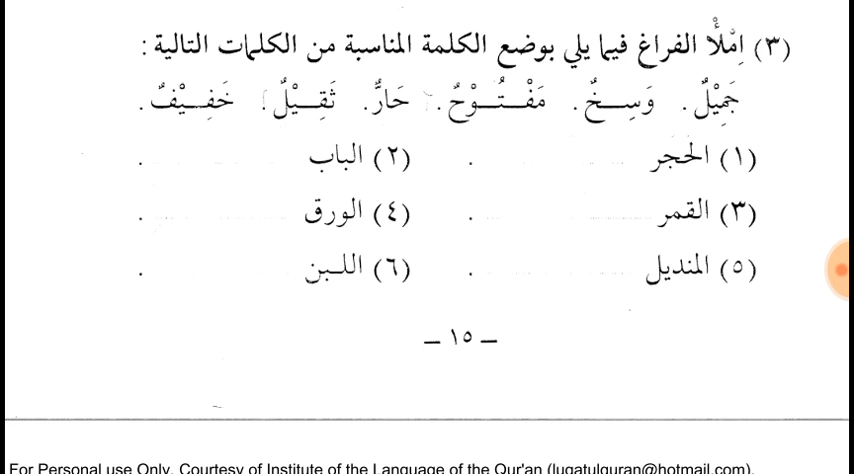 (٣) اِمْلَأْ الفراغ فيما يلي بوضع الكلمة المناسبة من الكلمات التالية :
جَمِيْلٌ . وَسِخٌ . مَفْتُوْحٌ . حَارٌّ . ثَقِيْلٌ . خَفِيْفٌ .
(١) الحجر ............ . (٢) الباب ............ .
(٣) القمر ............ . (٤) الورق ............ .
(٥) المنديل ............ . (٦) اللبن ............ .
– ١٥ –
For Personal use Only. Courtesy of Institute of the Language of the Qur'an (lugatulquran@hotmail.com).